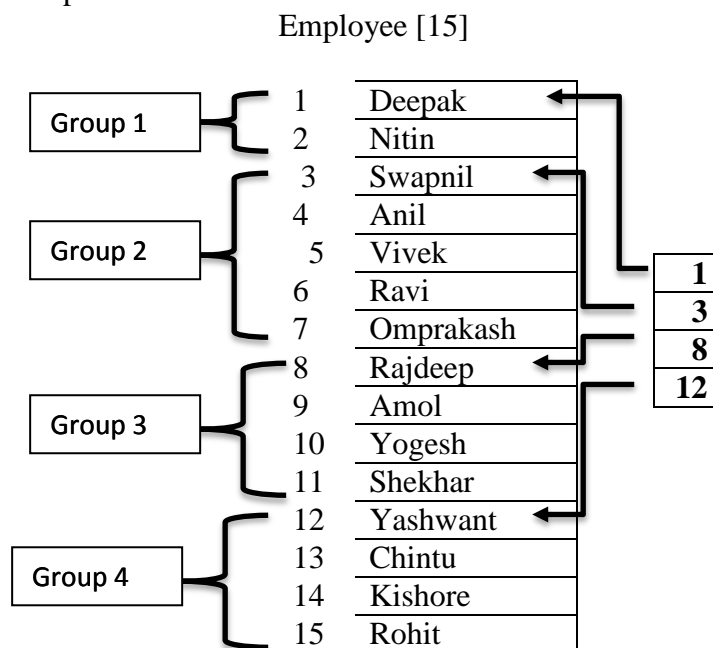 Employee [15]
Group 1
1 Deepak
2 Nitin
Group 2
3 Swapnil
4 Anil
5 Vivek
6 Ravi
7 Omprakash
Group 3
8 Rajdeep
9 Amol
10 Yogesh
11 Shekhar
Group 4
12 Yashwant
13 Chintu
14 Kishore
15 Rohit
1
3
8
12